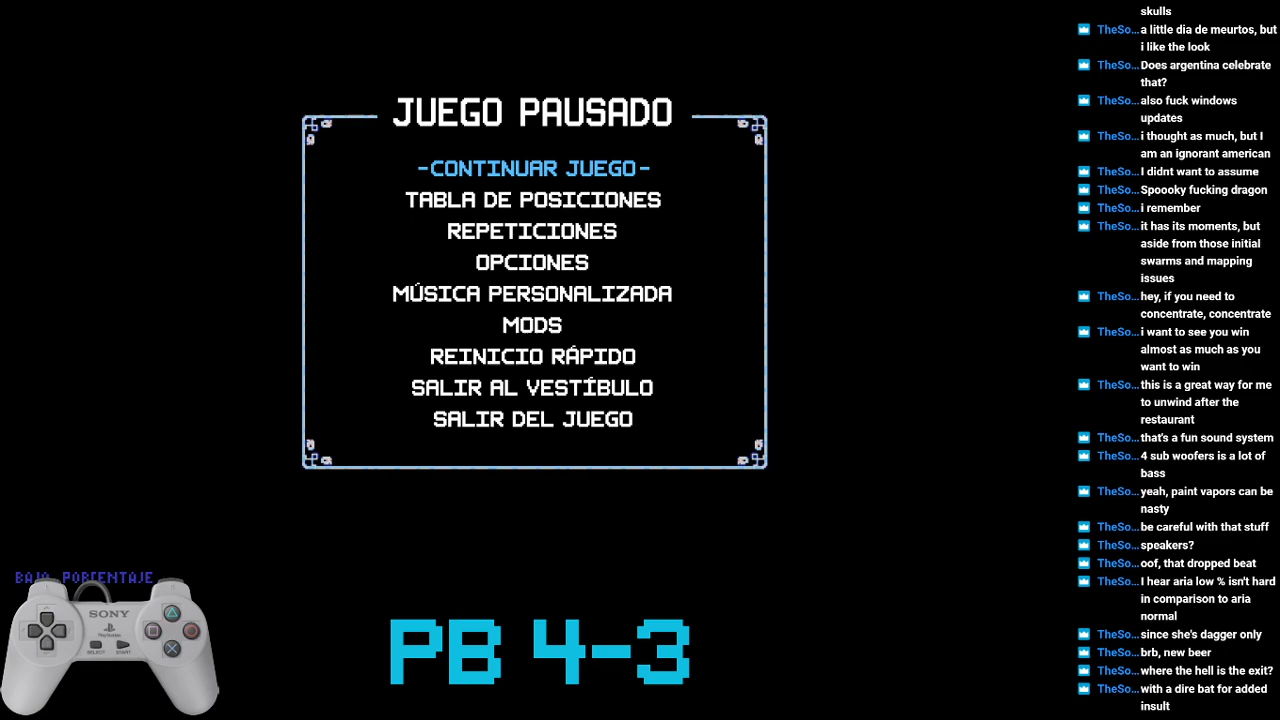 JUEGO PAUSADO
-CONTINUAR JUEGO-
TABLA DE POSICIONES
REPETICIONES
OPCIONES
MÚSICA PERSONALIZADA
MODS
REINICIO RÁPIDO
SALIR AL VESTÍBULO
SALIR DEL JUEGO
BAJO PORCENTAJE
SONY
PlayStation
SELECT
START
PB 4-3
skulls
TheSo... a little dia de meurtos, but
i like the look
TheSo... Does argentina celebrate
that?
TheSo... also fuck windows
updates
TheSo... i thought as much, but I
am an ignorant american
TheSo... I didnt want to assume
TheSo... Spoooky fucking dragon
TheSo... i remember
TheSo... it has its moments, but
aside from those initial
swarms and mapping
issues
TheSo... hey, if you need to
concentrate, concentrate
TheSo... i want to see you win
almost as much as you
want to win
TheSo... this is a great way for me
to unwind after the
restaurant
TheSo... that's a fun sound system
TheSo... 4 sub woofers is a lot of
bass
TheSo... yeah, paint vapors can be
nasty
TheSo... be careful with that stuff
TheSo... speakers?
TheSo... oof, that dropped beat
TheSo... I hear aria low % isn't hard
in comparison to aria
normal
TheSo... since she's dagger only
TheSo... brb, new beer
TheSo... where the hell is the exit?
TheSo... with a dire bat for added
insult